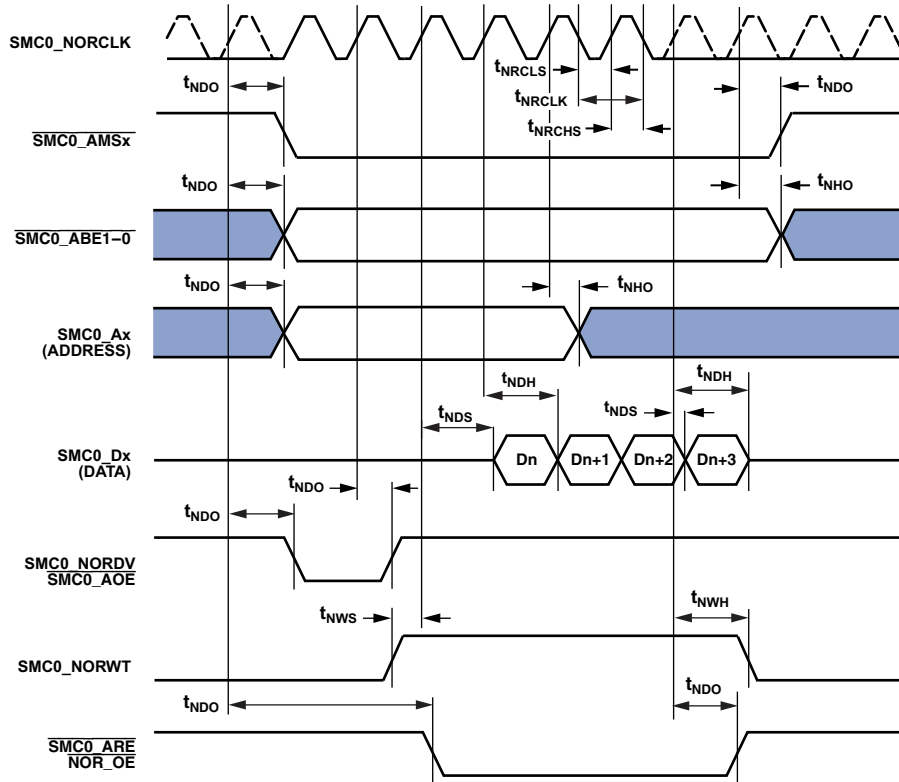 SMC0_NORCLK
tNRCLS
tNDO
tNRCLK
tNDO
tNRCHS
SMC0_AMSx
tNDO
tNHO
SMC0_ABE1–0
tNDO
tNHO
SMC0_Ax
(ADDRESS)
tNDH
tNDH
tNDS
tNDS
SMC0_Dx
(DATA)
Dn
Dn+1
Dn+2
Dn+3
tNDO
tNDO
SMC0_NORDV
SMC0_AOE
tNWH
tNWS
SMC0_NORWT
tNDO
tNDO
SMC0_ARE
NOR_OE